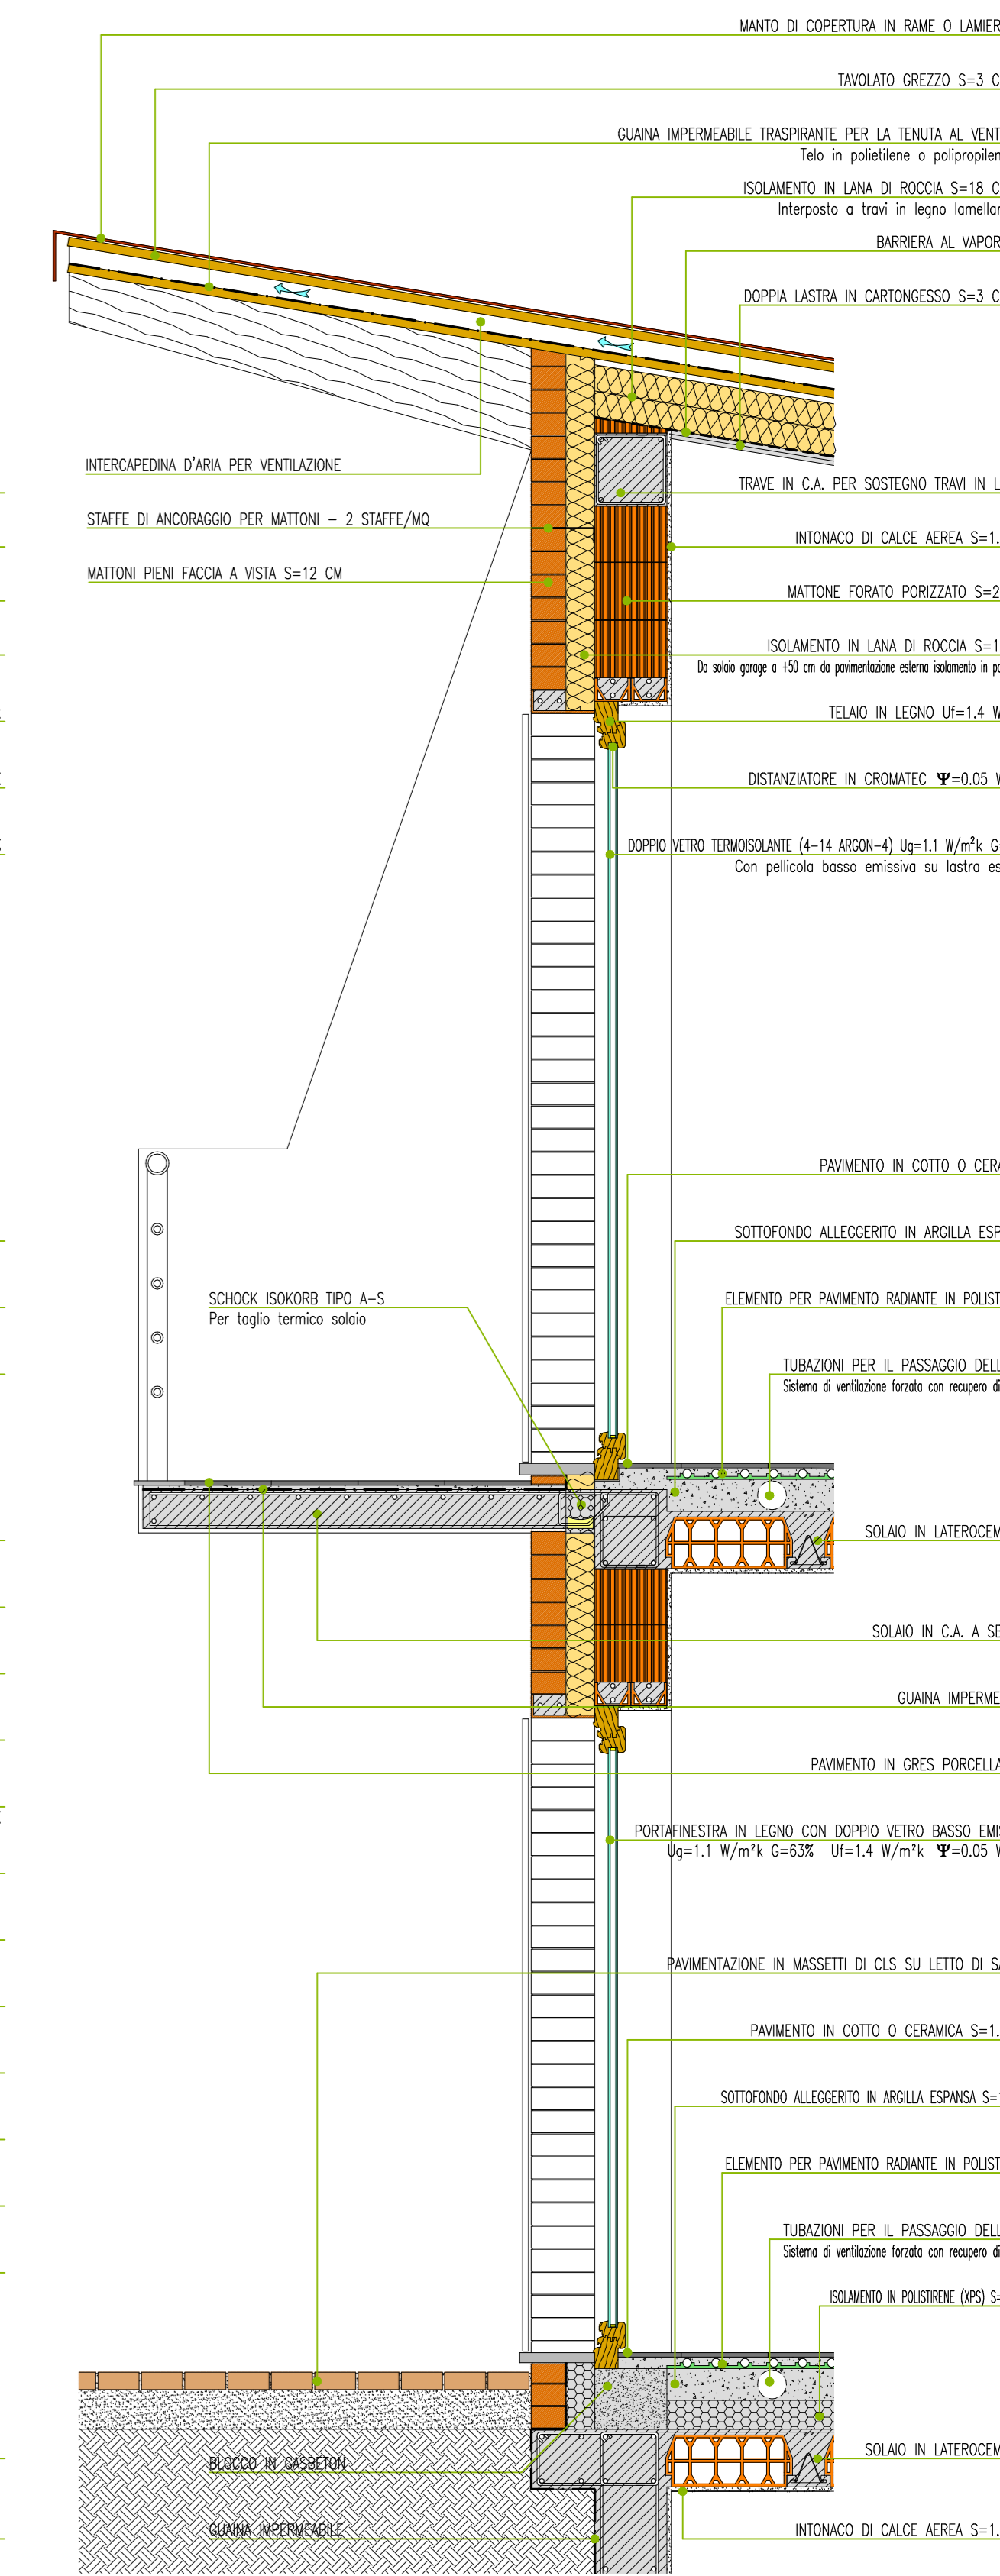 MANTO DI COPERTURA IN RAME O LAMIER
TAVOLATO GREZZO S=3 C
GUAINA IMPERMEABILE TRASPIRANTE PER LA TENUTA AL VENT
Telo in polietilene o polipropilen
ISOLAMENTO IN LANA DI ROCCIA S=18 C
Interposto a travi in legno lamellar
BARRIERA AL VAPOR
DOPPIA LASTRA IN CARTONGESSO S=3 C
INTERCAPEDINA D'ARIA PER VENTILAZIONE
TRAVE IN C.A. PER SOSTEGNO TRAVI IN L
STAFFE DI ANCORAGGIO PER MATTONI – 2 STAFFE/MQ
INTONACO DI CALCE AEREA S=1.
MATTONI PIENI FACCIA A VISTA S=12 CM
MATTONE FORATO PORIZZATO S=2
ISOLAMENTO IN LANA DI ROCCIA S=1
Da solaio garage a +50 cm da pavimentazione esterna isolamento in po
TELAIO IN LEGNO Uf=1.4 W
DISTANZIATORE IN CROMATEC Ψ=0.05 W
DOPPIO VETRO TERMOISOLANTE (4-14 ARGON-4) Ug=1.1 W/m²k G
Con pellicola basso emissiva su lastra es
PAVIMENTO IN COTTO O CERA
SOTTOFONDO ALLEGGERITO IN ARGILLA ESP
SCHOCK ISOKORB TIPO A-S
Per taglio termico solaio
ELEMENTO PER PAVIMENTO RADIANTE IN POLIST
TUBAZIONI PER IL PASSAGGIO DELL
Sistema di ventilazione forzata con recupero di
SOLAIO IN LATEROCEM
SOLAIO IN C.A. A SE
GUAINA IMPERME
PAVIMENTO IN GRES PORCELLA
PORTAFINESTRA IN LEGNO CON DOPPIO VETRO BASSO EMIS
Ug=1.1 W/m²k G=63% Uf=1.4 W/m²k Ψ=0.05 W
PAVIMENTAZIONE IN MASSETTI DI CLS SU LETTO DI SA
PAVIMENTO IN COTTO O CERAMICA S=1.
SOTTOFONDO ALLEGGERITO IN ARGILLA ESPANSA S=1
ELEMENTO PER PAVIMENTO RADIANTE IN POLIST
TUBAZIONI PER IL PASSAGGIO DELL
Sistema di ventilazione forzata con recupero di
ISOLAMENTO IN POLISTIRENE (XPS) S=
BLOCCO IN GASBETON
SOLAIO IN LATEROCEM
GUAINA IMPERMEABILE
INTONACO DI CALCE AEREA S=1.